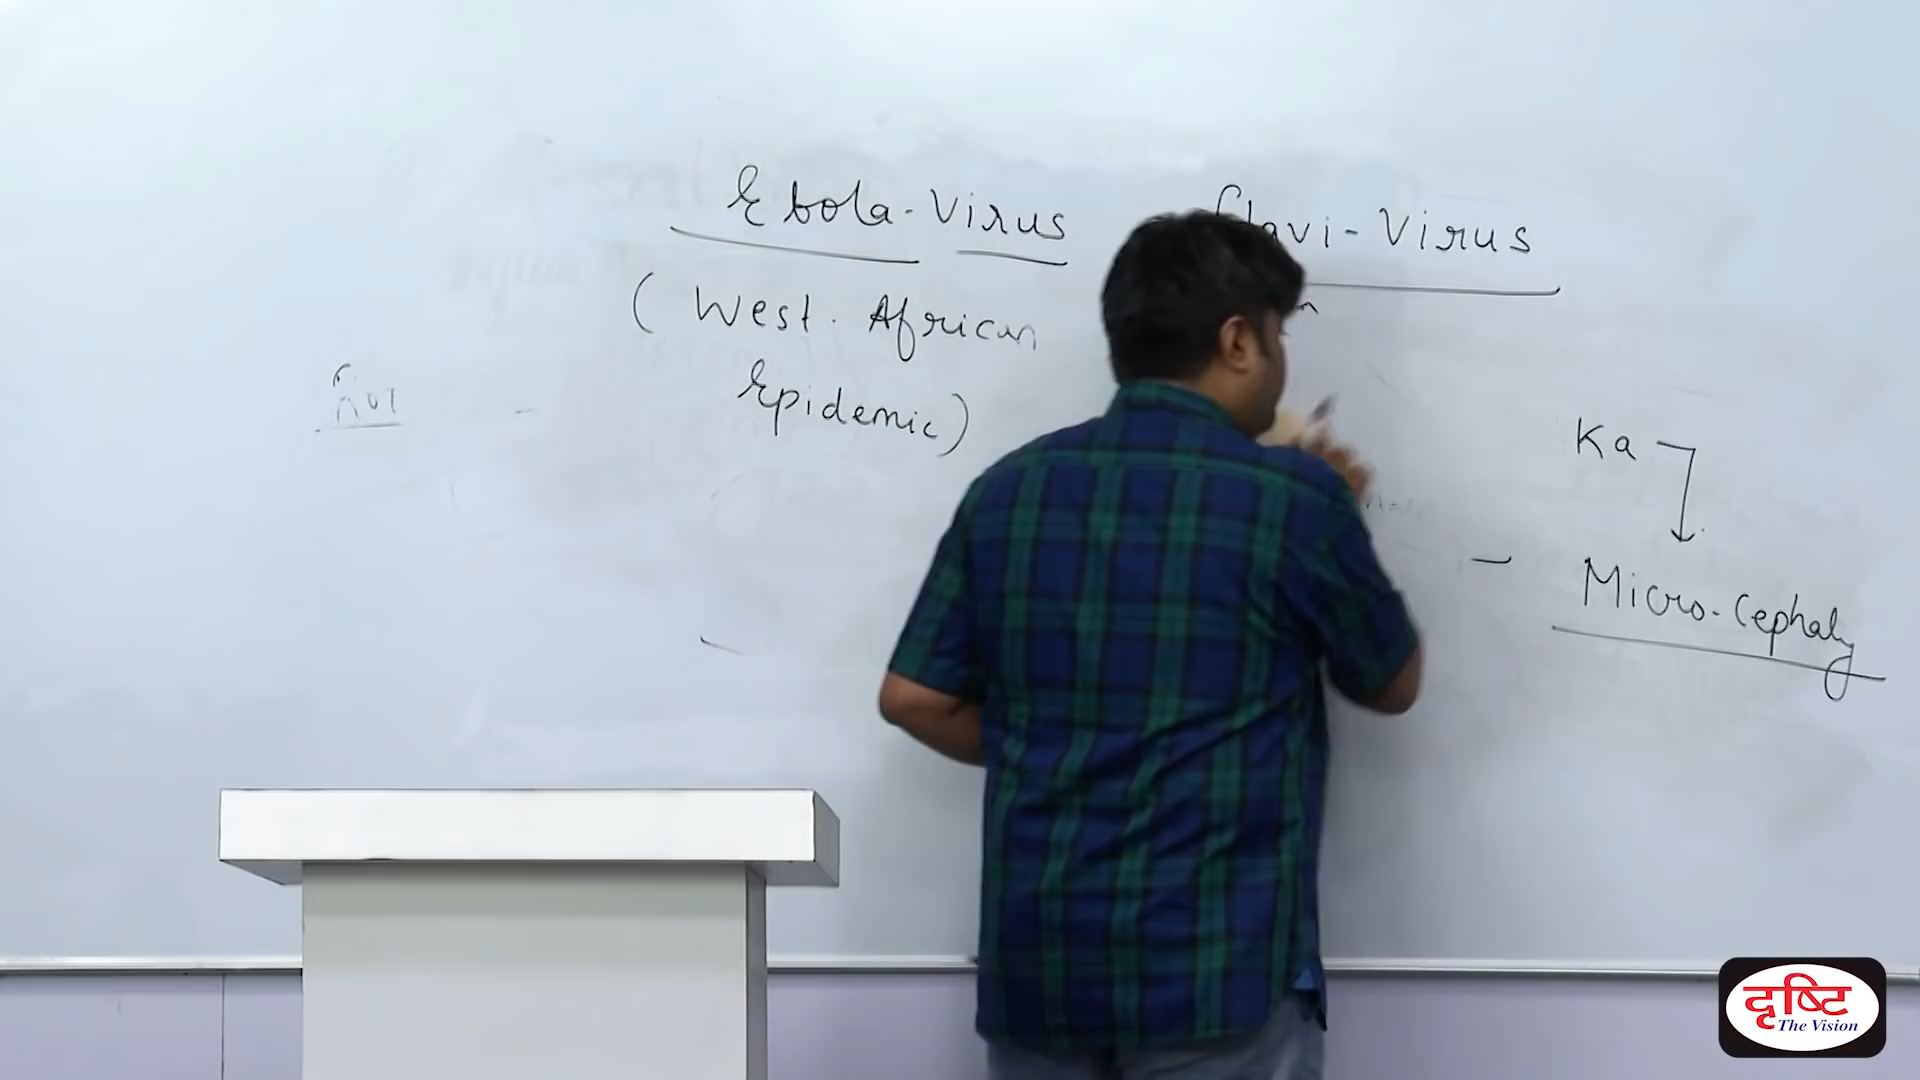 Ebola-Virus
Flavi-Virus
(West. African
Epidemic)
Ka
- Micro-Cephaly
दृष्टि
The Vision